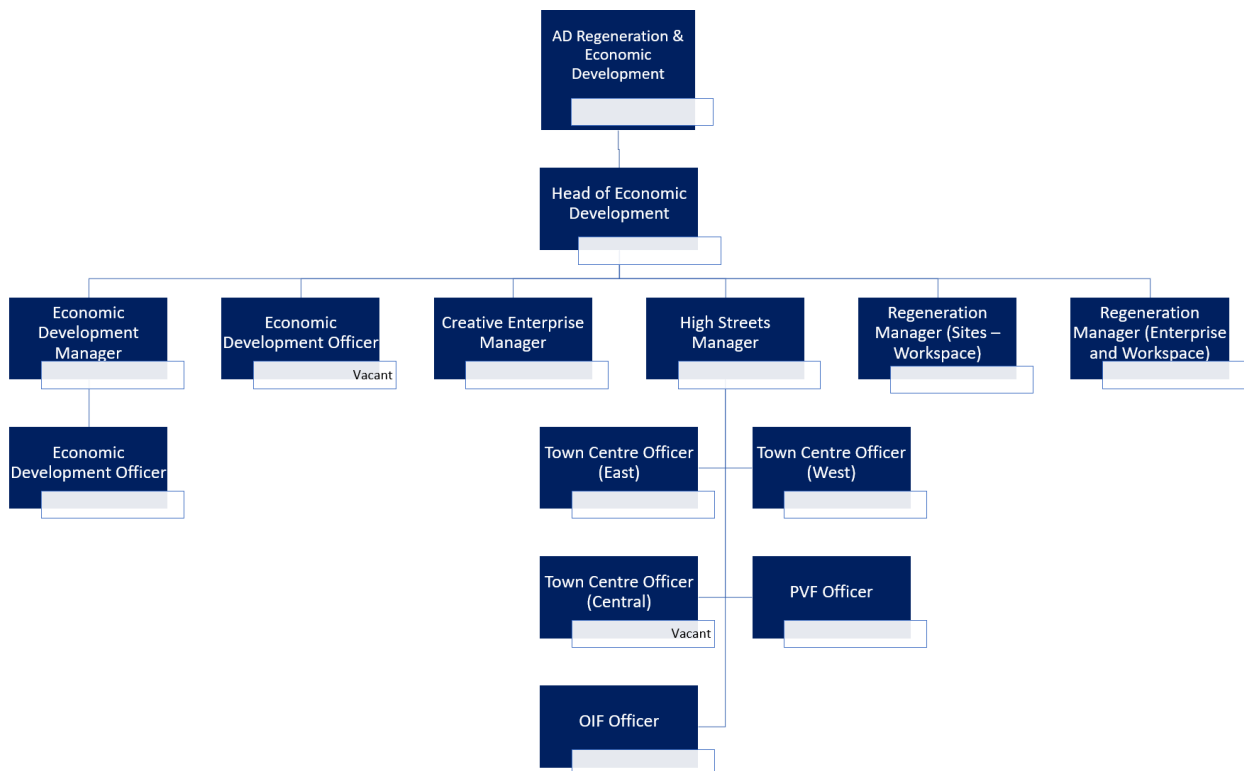 AD Regeneration &
Economic
Development
Head of Economic
Development
Economic
Development
Manager
Economic
Development Officer
Vacant
Creative Enterprise
Manager
High Streets
Manager
Regeneration
Manager (Sites –
Workspace)
Regeneration
Manager (Enterprise
and Workspace)
Economic
Development Officer
Town Centre Officer
(East)
Town Centre Officer
(West)
Town Centre Officer
(Central)
Vacant
PVF Officer
OIF Officer